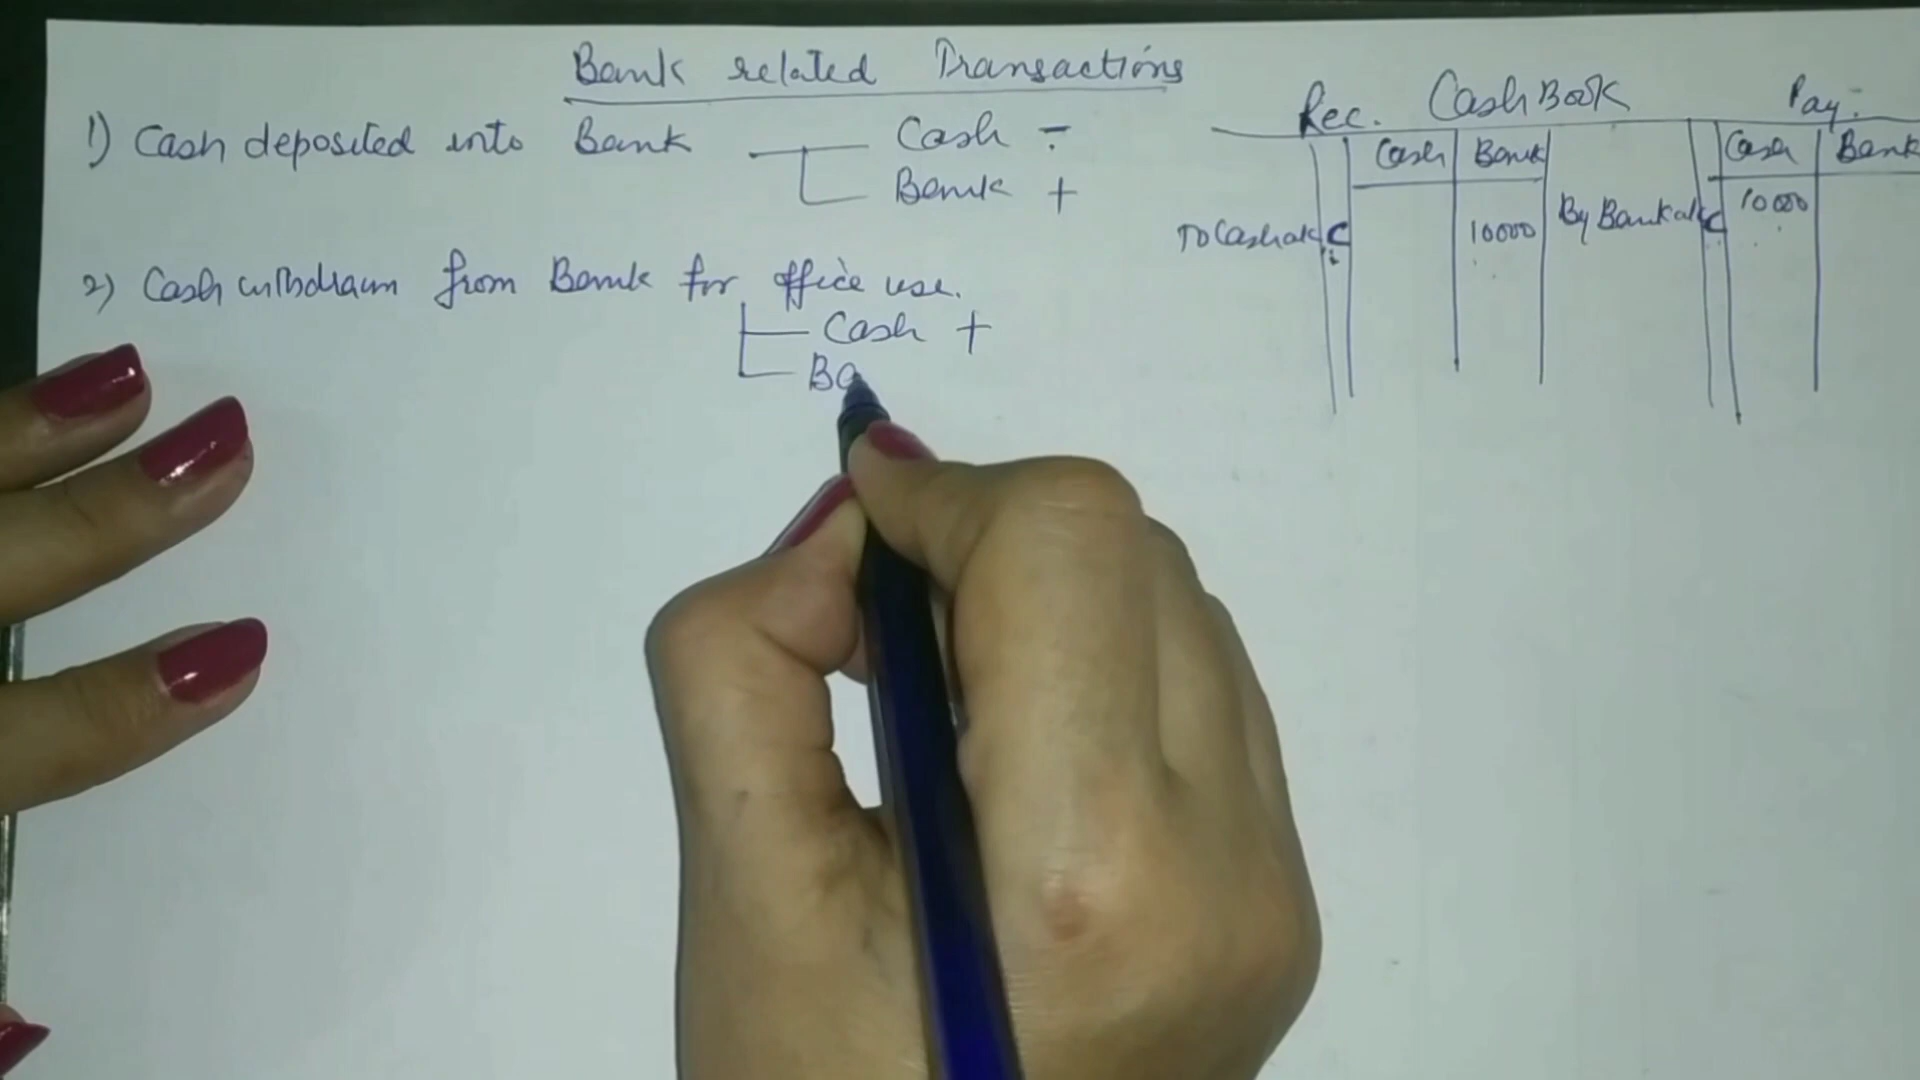 Bank related Transactions
1) Cash deposited into Bank
Cash -
Bank +
2) Cash withdrawn from Bank for office use.
Cash +
Ba
Rec. Cash Book Pay.
Cash Bank Cash Bank
To Cash a/c C 10000 By Bank a/c C 10000